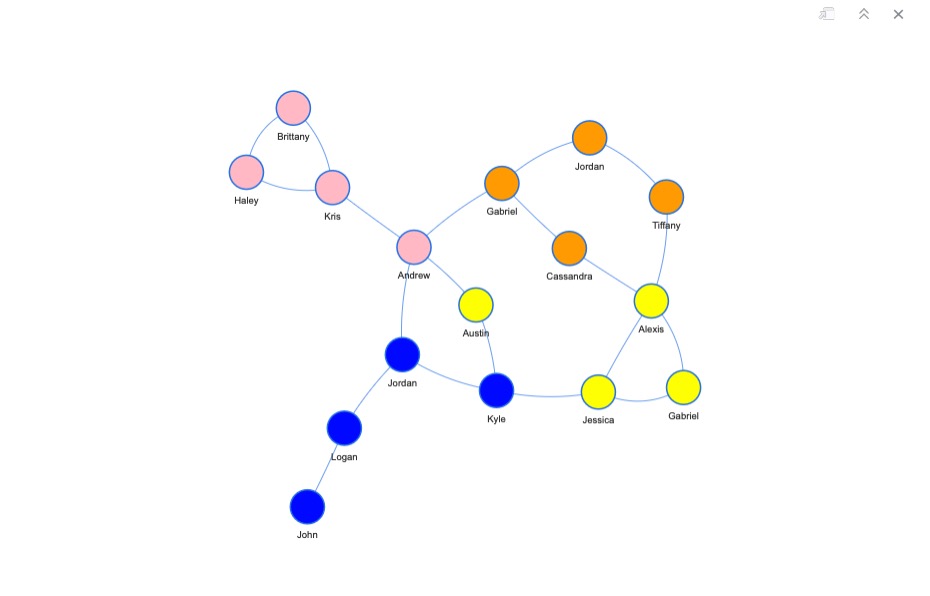 Brittany
Jordan
Haley
Gabriel
Kris
Tiffany
Andrew
Cassandra
Austin
Alexis
Jordan
Kyle
Jessica
Gabriel
Logan
John